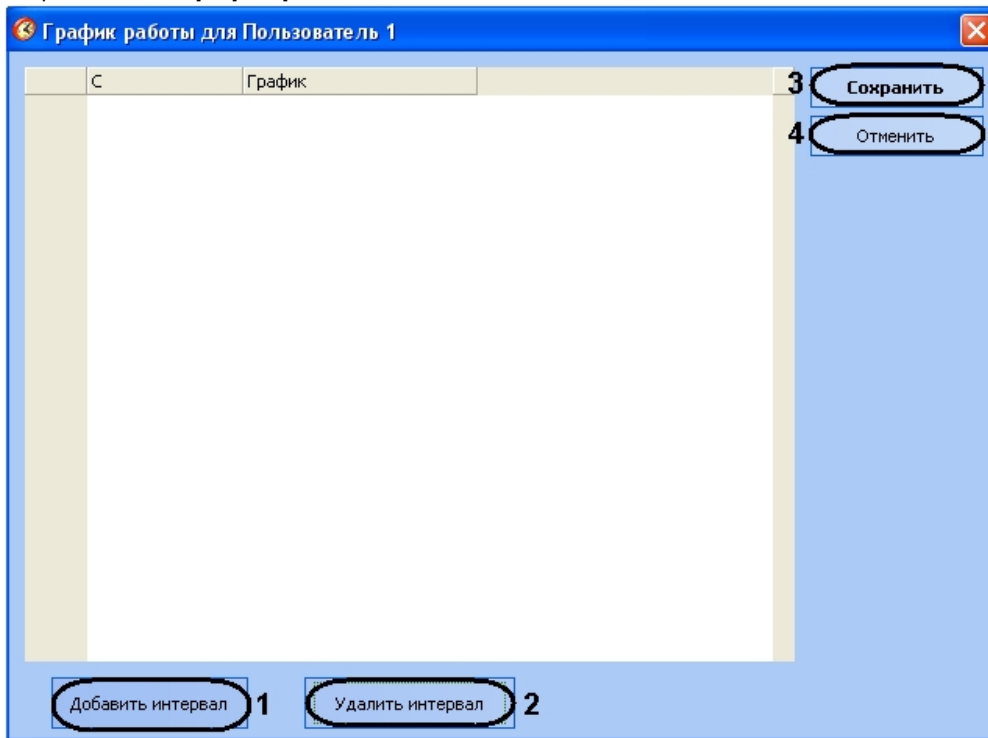 График работы для Пользователь 1
С График
3 Сохранить
4 Отменить
Добавить интервал 1 Удалить интервал 2